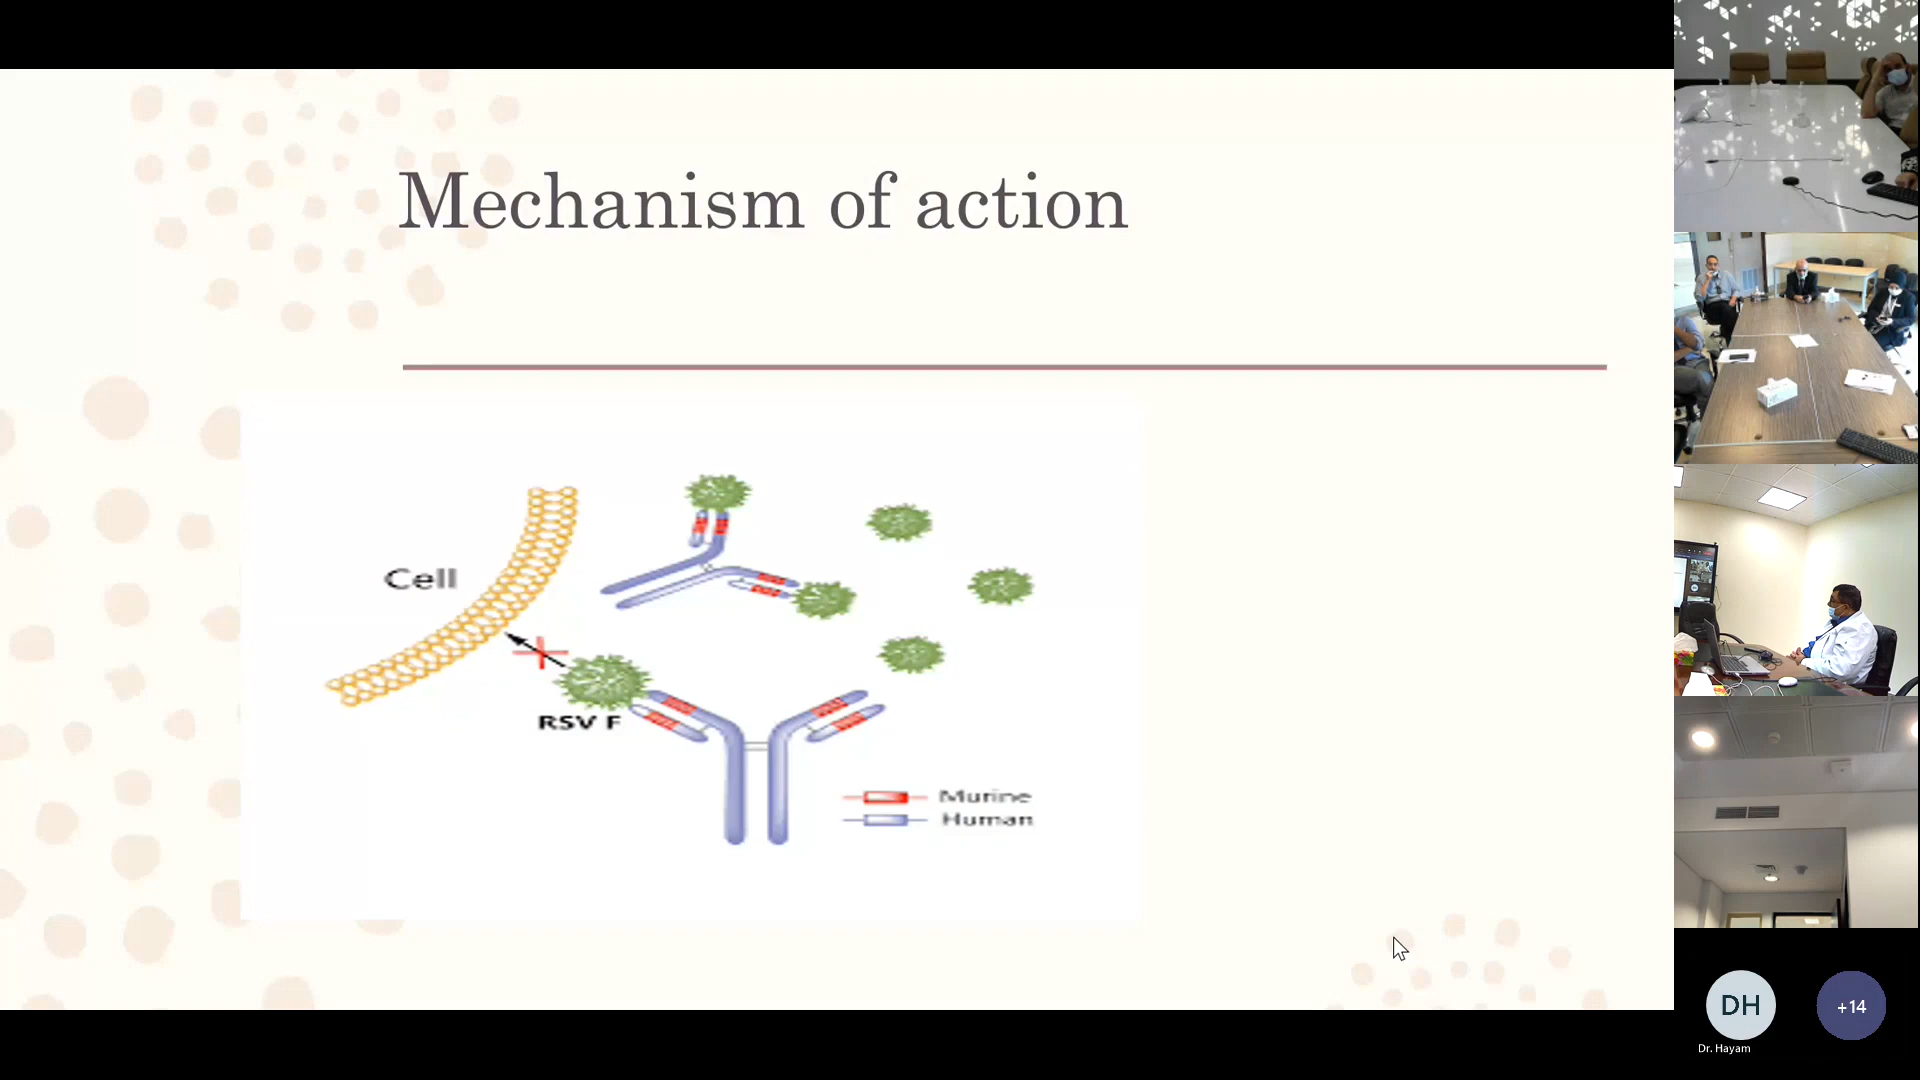 Mechanism of action
Cell
RSV F
Murine
Human
DH
+14
Dr. Hayam